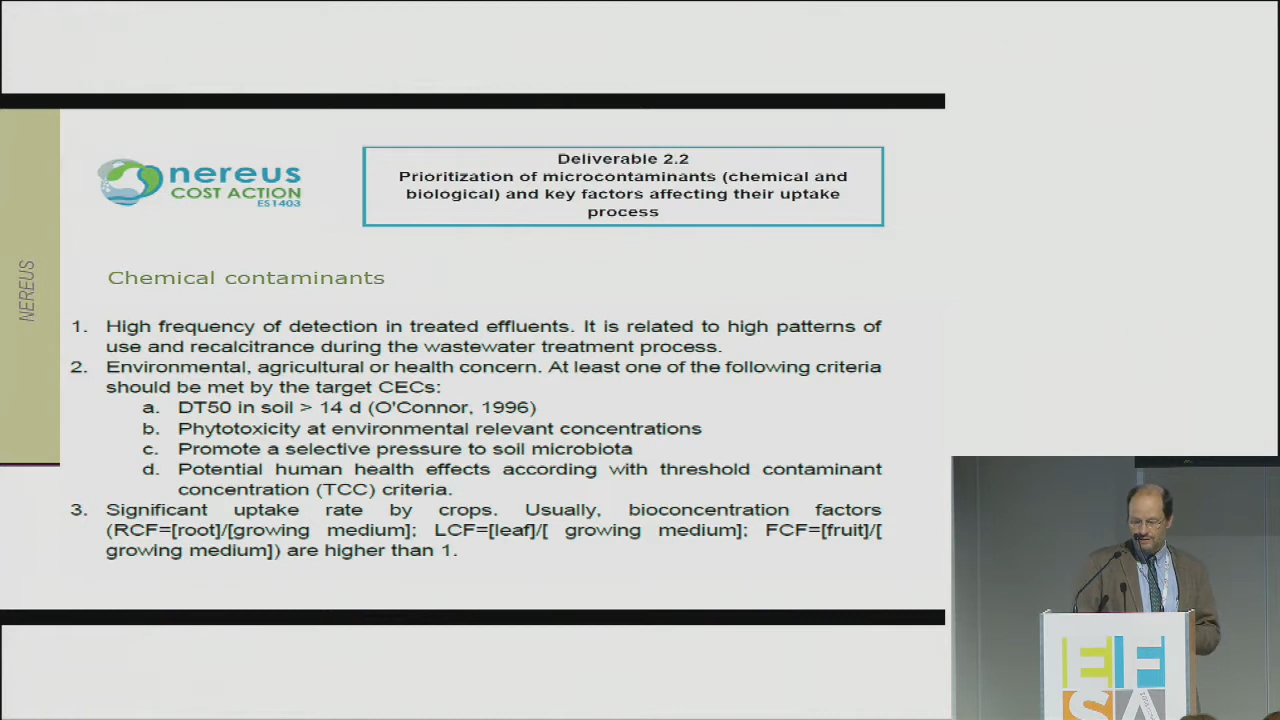 nereus
COST ACTION
ES1403
Deliverable 2.2
Prioritization of microcontaminants (chemical and
biological) and key factors affecting their uptake
process
NEREUS
Chemical contaminants
1. High frequency of detection in treated effluents. It is related to high patterns of
use and recalcitrance during the wastewater treatment process.
2. Environmental, agricultural or health concern. At least one of the following criteria
should be met by the target CECs:
a. DT50 in soil > 14 d (O'Connor, 1996)
b. Phytotoxicity at environmental relevant concentrations
c. Promote a selective pressure to soil microbiota
d. Potential human health effects according with threshold contaminant
concentration (TCC) criteria.
3. Significant uptake rate by crops. Usually, bioconcentration factors
(RCF=[root]/[growing medium]; LCF=[leaf]/[ growing medium]; FCF=[fruit]/[
growing medium]) are higher than 1.
EF
SA